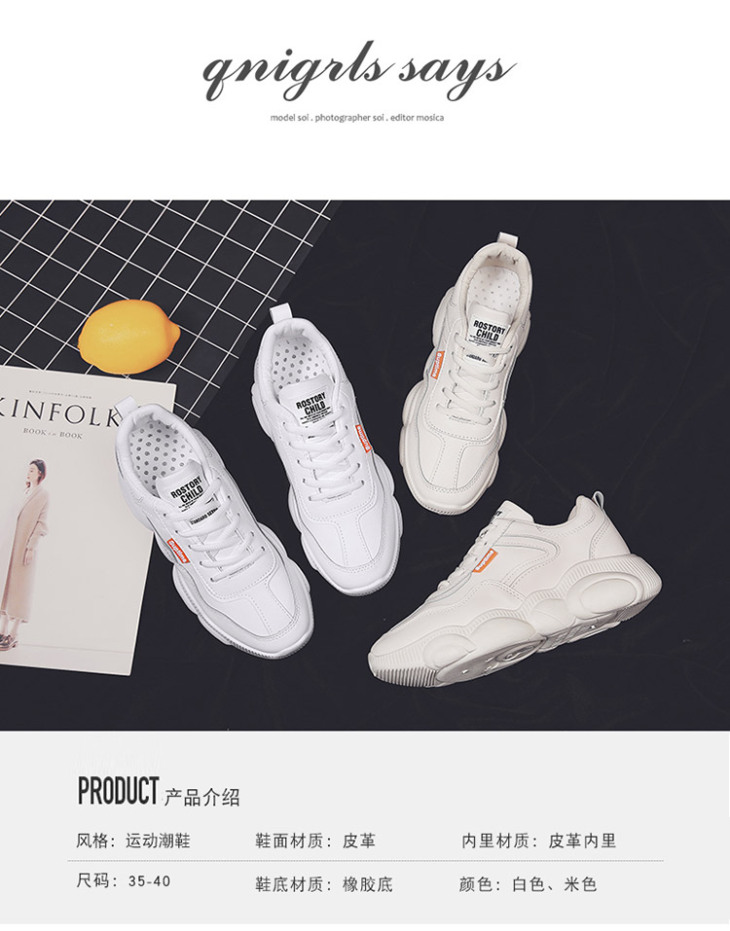 qnigrls says
model soi . photographer soi . editor mosica
ROSTORY
CHILD
ROSTORY
CHILD
KINFOLK
BOOK BOOK
ROSTORY
CHILD
ROSTORY
CHILD
PRODUCT 产品介绍
风格：运动潮鞋 鞋面材质：皮革 内里材质：皮革内里
尺码：35-40 鞋底材质：橡胶底 颜色：白色、米色